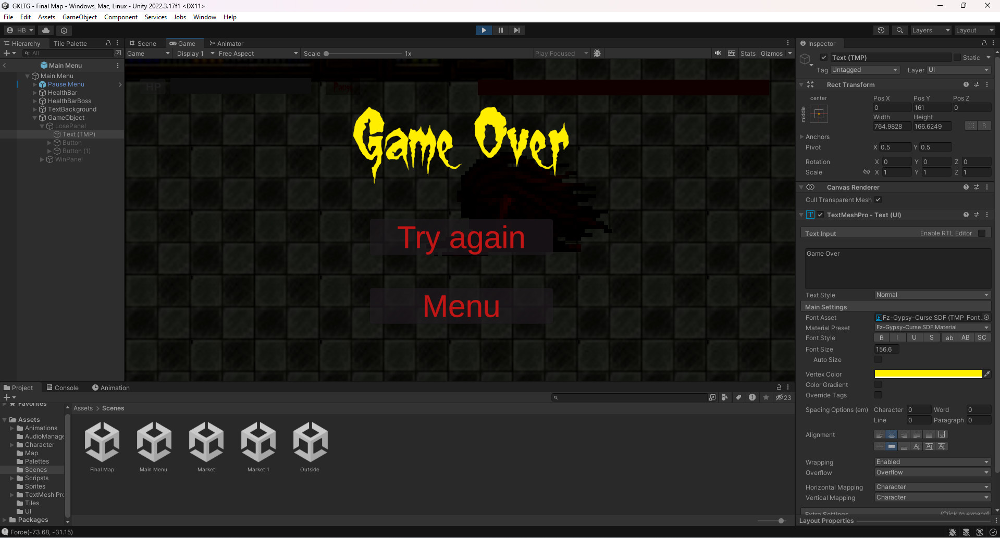 GKLTG - Final Map - Windows, Mac, Linux - Unity 2022.3.17f1 <DX11>
File Edit Assets GameObject Component Services Jobs Window Help
HB Layers Layout
Hierarchy Tile Palette
All
Main Menu
Main Menu
Pause Menu
HealthBar
HealthBarBoss
TextBackground
GameObject
LosePanel
Text (TMP)
Button
Button (1)
WinPanel
Scene Game Animator
Game Display 1 Free Aspect Scale 1x Play Focused Stats Gizmos
HP Pause
Game Over
Try again
Menu
Project Console Animation
23
Favorites
Assets
Animations
AudioManage
Character
Map
Palettes
Scenes
Scripsts
Sprites
TextMesh Pro
Tiles
UI
Packages
Assets > Scenes
Final Map Main Menu Market Market 1 Outside
Force(-73.68, -31.15)
Inspector
Text (TMP) Static
Tag Untagged Layer UI
Rect Transform
center
middle
Pos X Pos Y Pos Z
0 161 0
Width Height
764.9828 166.6249
R
Anchors
Pivot X 0.5 Y 0.5
Rotation X 0 Y 0 Z 0
Scale X 1 Y 1 Z 1
Canvas Renderer
Cull Transparent Mesh
TextMeshPro - Text (UI)
Text Input Enable RTL Editor
Game Over
Text Style Normal
Main Settings
Font Asset Fz-Gypsy-Curse SDF (TMP_Font
Material Preset Fz-Gypsy-Curse SDF Material
Font Style B I U S ab AB SC
Font Size 156.6
Auto Size
Vertex Color
Color Gradient
Override Tags
Spacing Options (em) Character 0 Word 0
Line 0 Paragraph 0
Alignment
Wrapping Enabled
Overflow Overflow
Horizontal Mapping Character
Vertical Mapping Character
Extra Settings (Click to expand)
Layout Properties